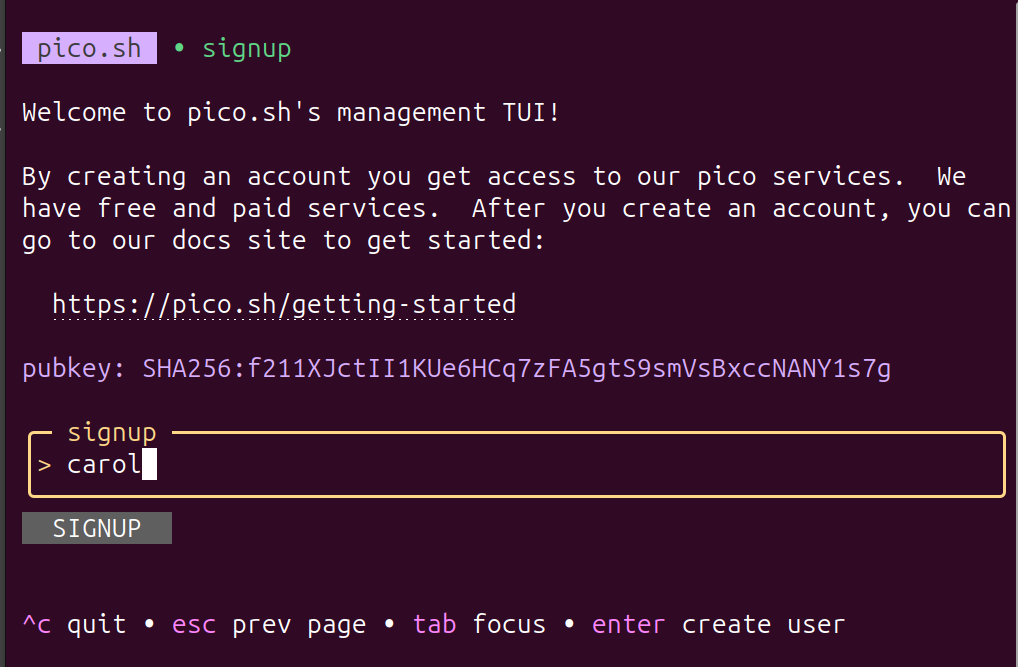 pico.sh • signup
Welcome to pico.sh's management TUI!
By creating an account you get access to our pico services.  We
have free and paid services.  After you create an account, you can
go to our docs site to get started:
https://pico.sh/getting-started
pubkey: SHA256:f211XJctII1KUe6HCq7zFA5gtS9smVsBxccNANY1s7g
signup
> carol
SIGNUP
^c quit • esc prev page • tab focus • enter create user